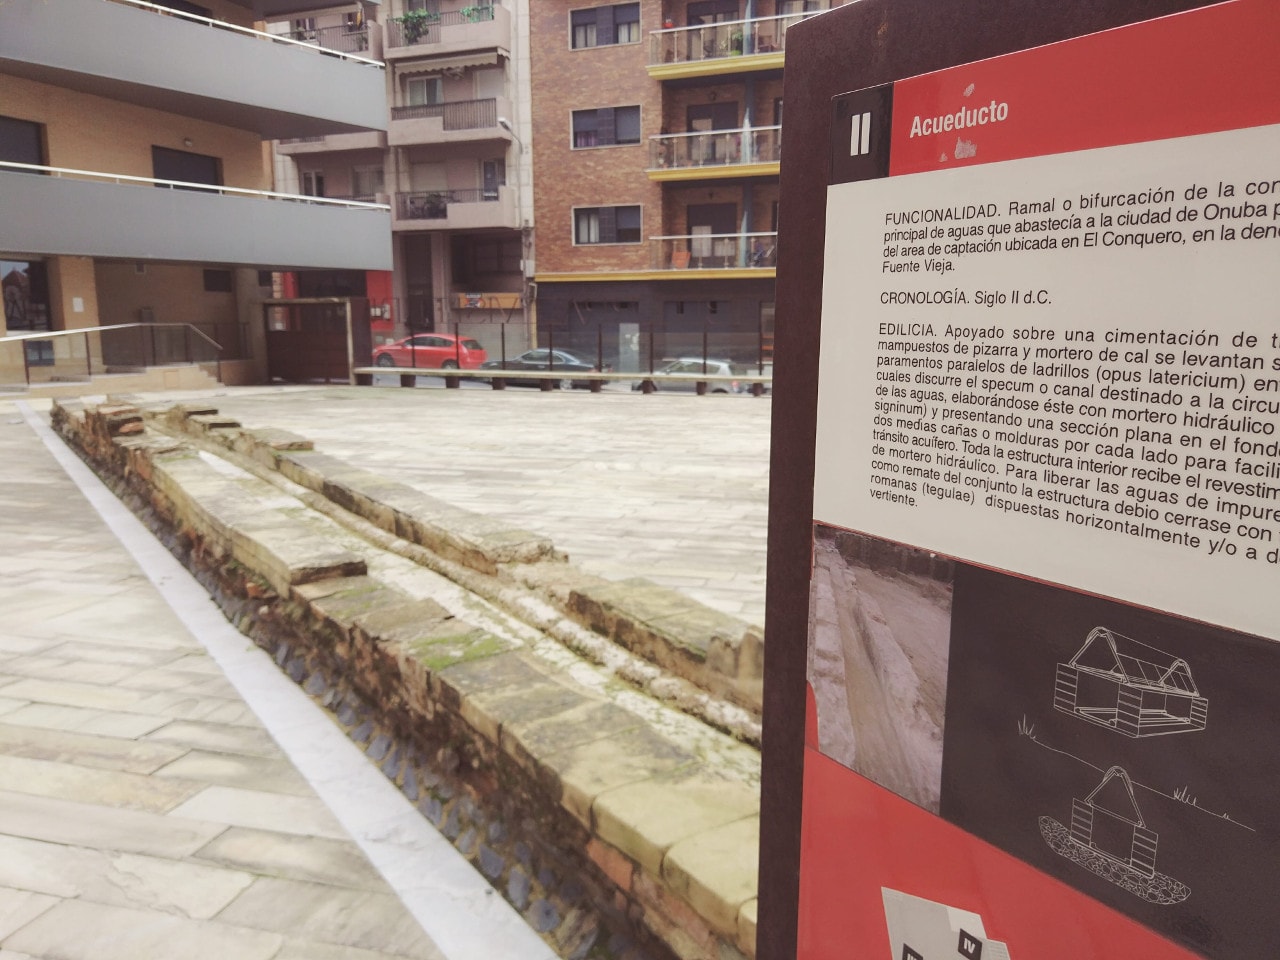 II
Acueducto
FUNCIONALIDAD. Ramal o bifurcación de la
principal de aguas que abastecía a la ciudad de Onuba
del area de captación ubicada en El Conquero, en la
Fuente Vieja.
CRONOLOGÍA. Siglo II d.C.
EDILICIA. Apoyado sobre una cimentación de
mampuestos de pizarra y mortero de cal se levantan
paramentos paralelos de ladrillos (opus latericium)
cuales discurre el specum o canal destinado a la
de las aguas, elaborándose éste con mortero hidráulico
signinum) y presentando una sección plana en el
dos medias cañas o molduras por cada lado para
tránsito acuífero. Toda la estructura interior recibe el
de mortero hidráulico. Para liberar las aguas de
como remate del conjunto la estructura debio cerrase con
romanas (tegulae) dispuestas horizontalmente y/o a
vertiente.
IV